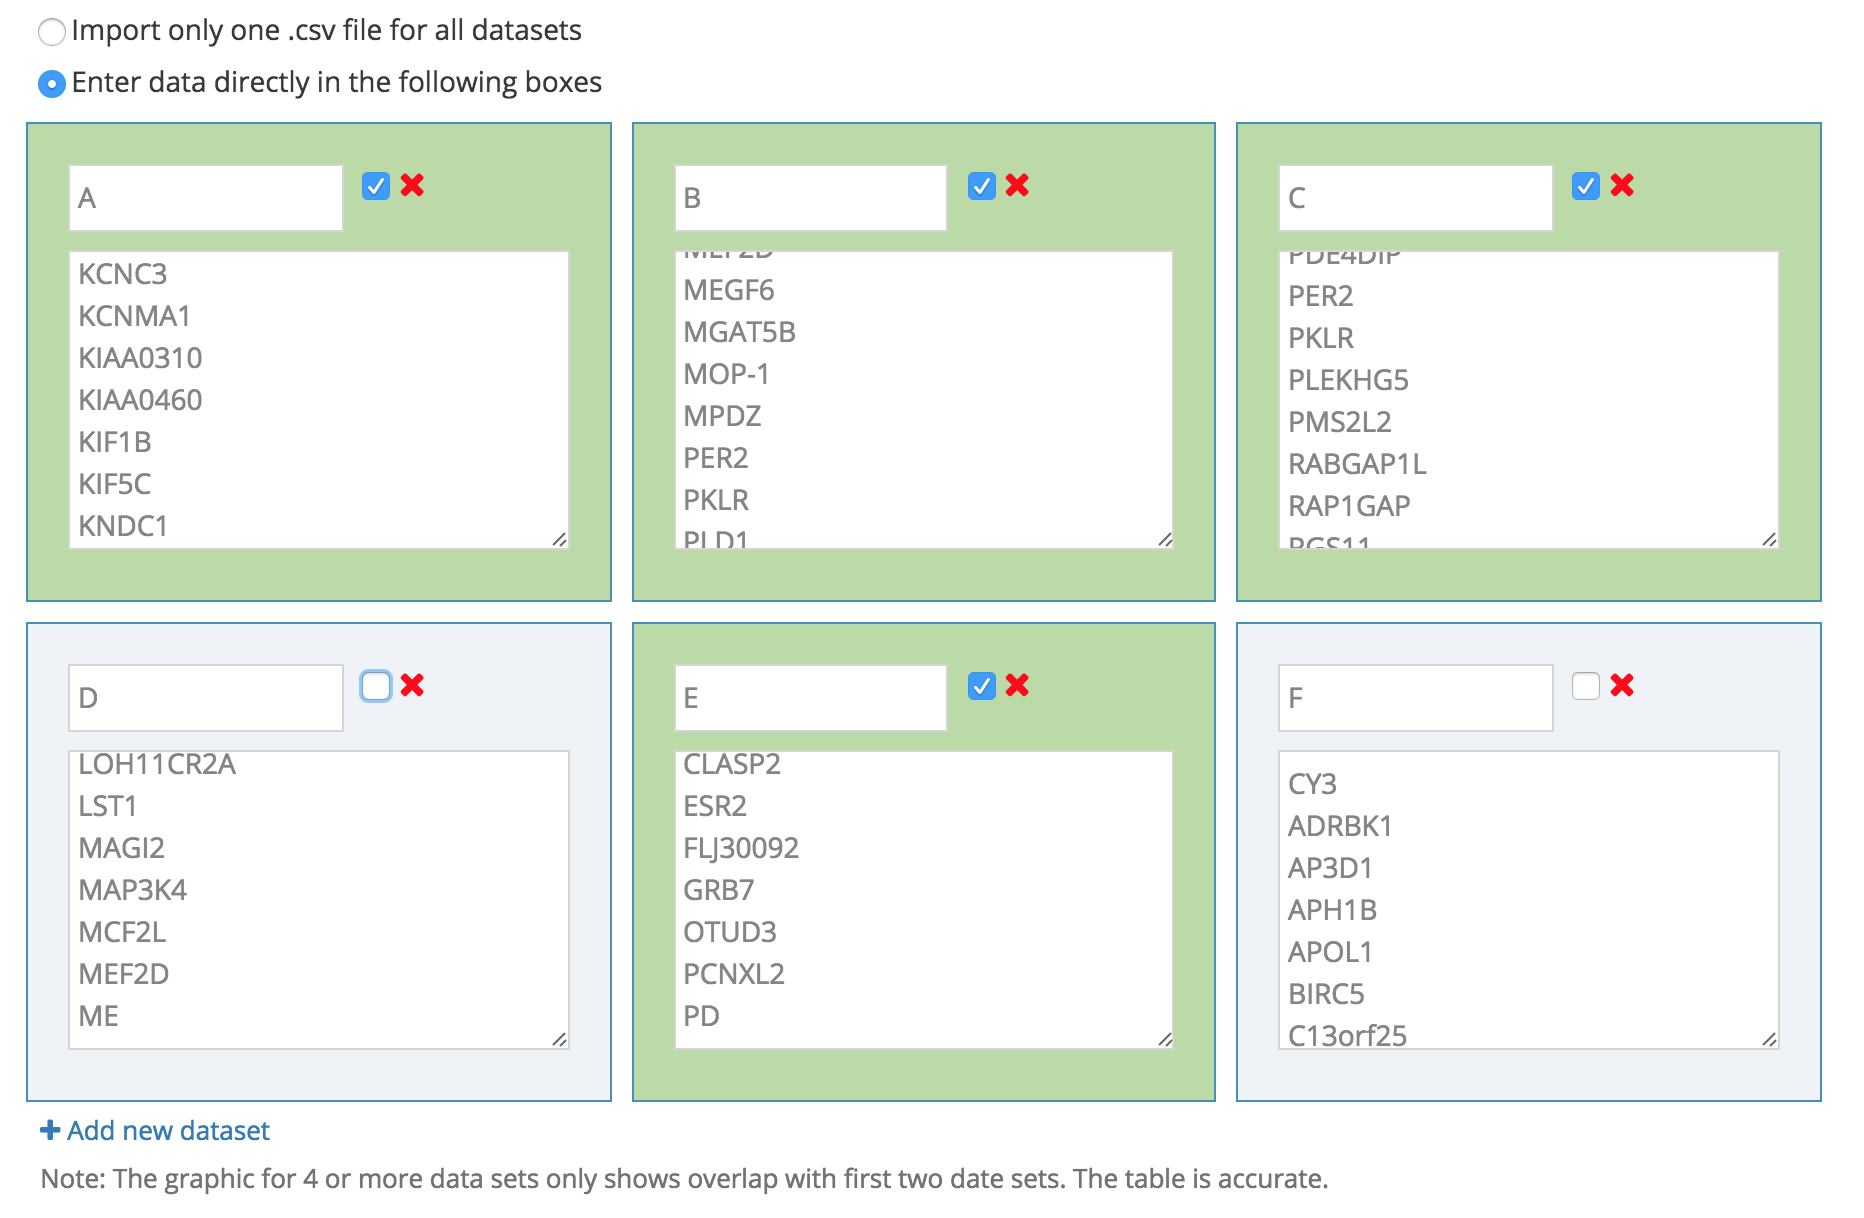 Import only one .csv file for all datasets
Enter data directly in the following boxes
A
KCNC3
KCNMA1
KIAA0310
KIAA0460
KIF1B
KIF5C
KNDC1
B
MEF2D
MEGF6
MGAT5B
MOP-1
MPDZ
PER2
PKLR
PLD1
C
PDE4DIP
PER2
PKLR
PLEKHG5
PMS2L2
RABGAP1L
RAP1GAP
RGS11
D
LOH11CR2A
LST1
MAGI2
MAP3K4
MCF2L
MEF2D
ME
E
CLASP2
ESR2
FLJ30092
GRB7
OTUD3
PCNXL2
PD
F
CY3
ADRBK1
AP3D1
APH1B
APOL1
BIRC5
C13orf25
Add new dataset
Note: The graphic for 4 or more data sets only shows overlap with first two date sets. The table is accurate.